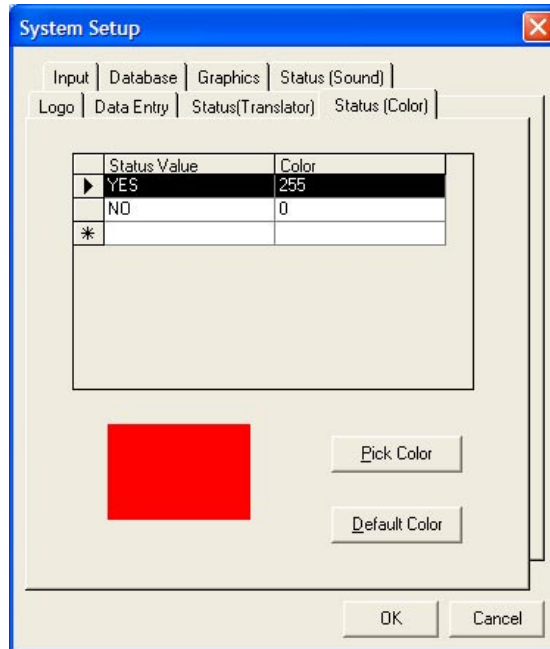 System Setup
Input Database Graphics Status (Sound)
Logo Data Entry Status(Translator) Status (Color)
Status Value Color
YES 255
NO 0
Pick Color
Default Color
OK Cancel